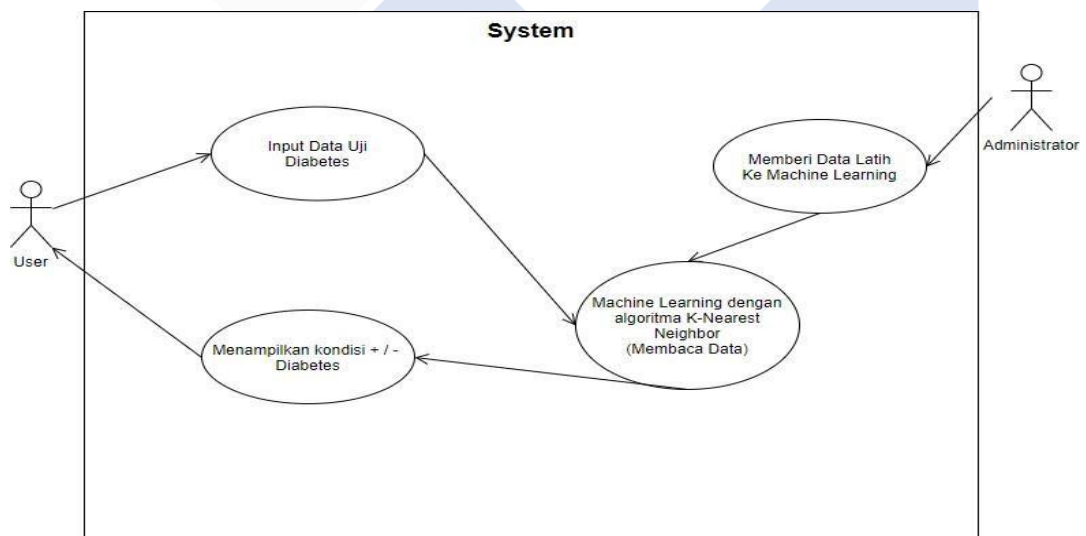 System
Administrator
Input Data Uji
Diabetes
Memberi Data Latih
Ke Machine Learning
User
Machine Learning dengan
algoritma K-Nearest
Neighbor
(Membaca Data)
Menampilkan kondisi + / -
Diabetes